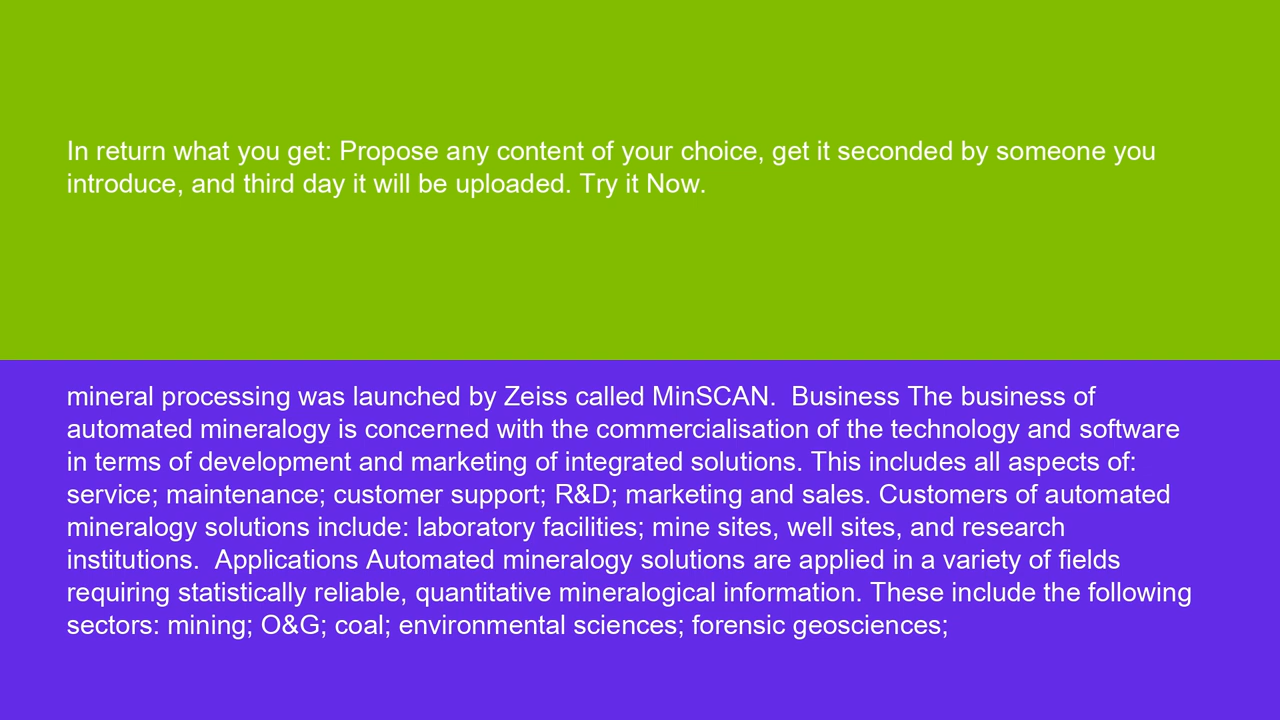 In return what you get: Propose any content of your choice, get it seconded by someone you
introduce, and third day it will be uploaded. Try it Now.
mineral processing was launched by Zeiss called MinSCAN.  Business The business of
automated mineralogy is concerned with the commercialisation of the technology and software
in terms of development and marketing of integrated solutions. This includes all aspects of:
service; maintenance; customer support; R&D; marketing and sales. Customers of automated
mineralogy solutions include: laboratory facilities; mine sites, well sites, and research
institutions.  Applications Automated mineralogy solutions are applied in a variety of fields
requiring statistically reliable, quantitative mineralogical information. These include the following
sectors: mining; O&G; coal; environmental sciences; forensic geosciences;